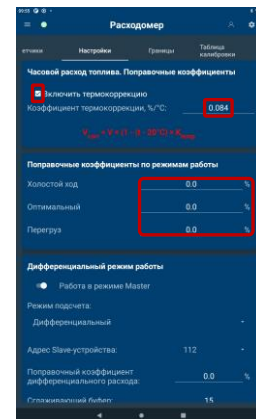 Расходомер
етчики Настройки Границы Таблица калибровки
Часовой расход топлива. Поправочные коэффициенты
Включить термокоррекцию
Коэффициент термокоррекции, %/°C: 0.084
Поправочные коэффициенты по режимам работы
Холостой ход 0.0 %
Оптимальный 0.0 %
Перегруз 0.0 %
Дифференциальный режим работы
Работа в режиме Master
Режим подсчета:
Дифференциальный
Адрес Slave-устройства: 112
Поправочный коэффициент
дифференциального расхода: 0.0 %
Сглаживающий буфер: 15